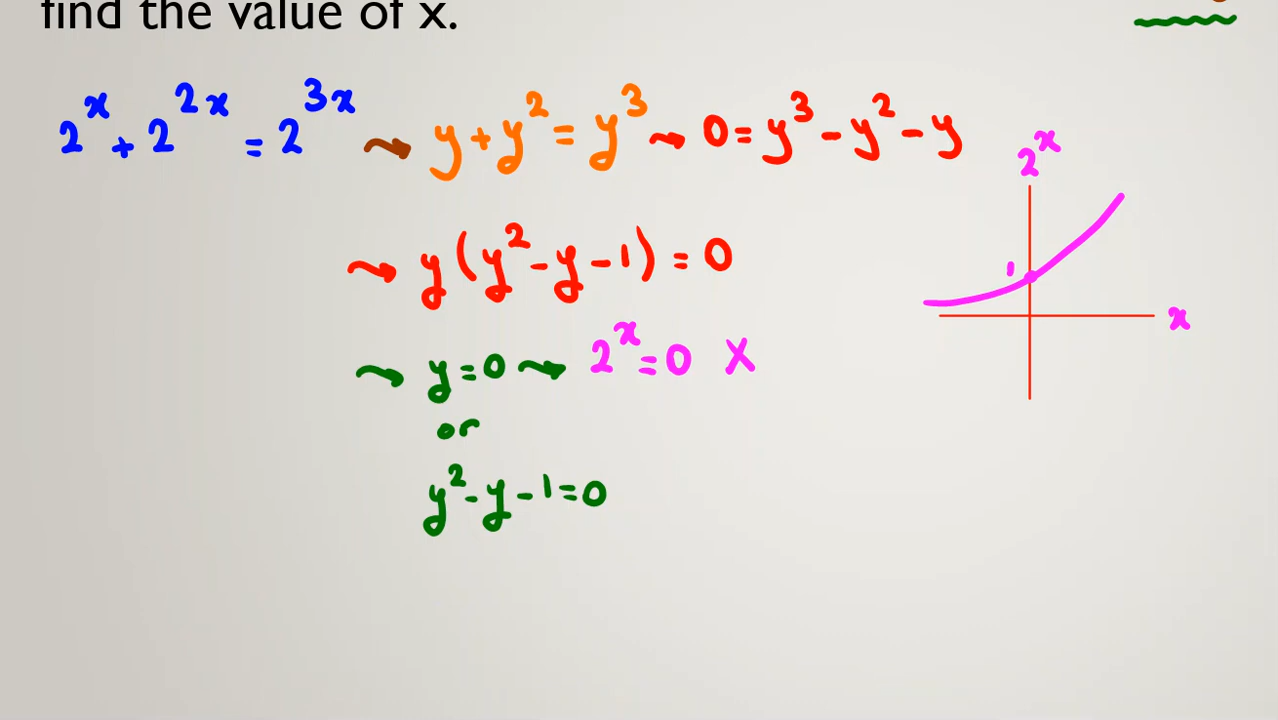 find the value of x.
2^x + 2^{2x} = 2^{3x} ⇝ y + y^2 = y^3 ⇝ 0 = y^3 - y^2 - y
⇝ y(y^2 - y - 1) = 0
⇝ y = 0 ⇝ 2^x = 0 X
or
y^2 - y - 1 = 0
2^x
1
x